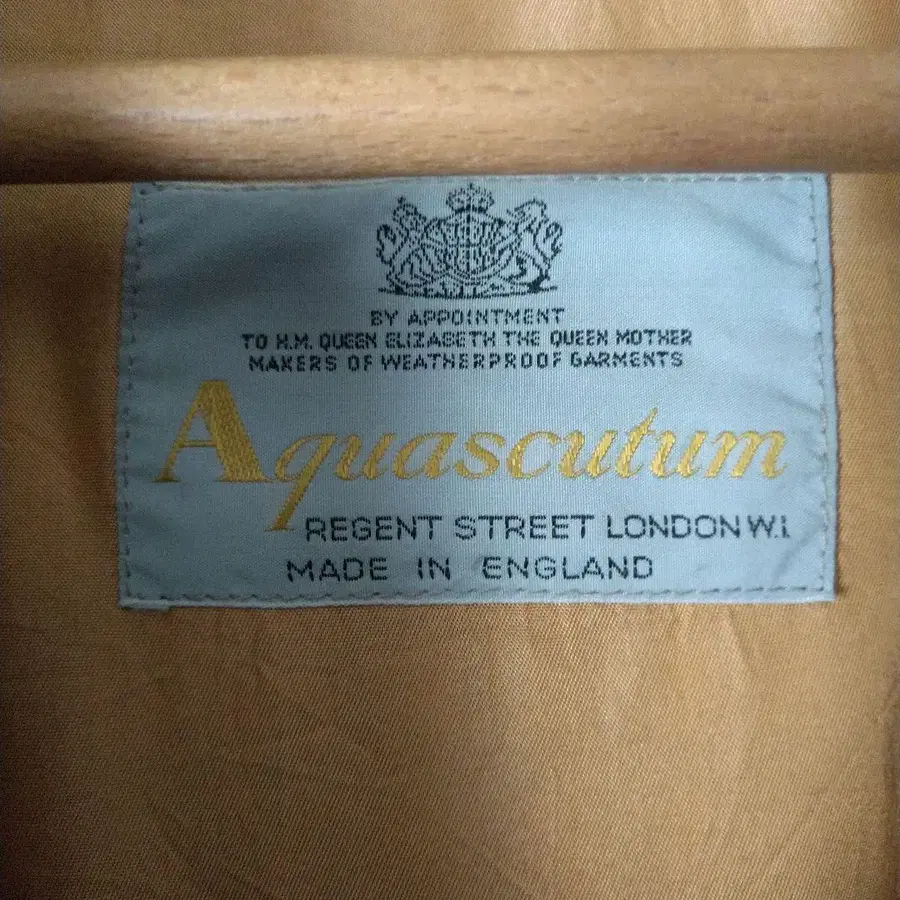 BY APPOINTMENT
TO H.M. QUEEN ELIZABETH THE QUEEN MOTHER
MAKERS OF WEATHERPROOF GARMENTS
Aquascutum
REGENT STREET LONDON W.1
MADE IN ENGLAND